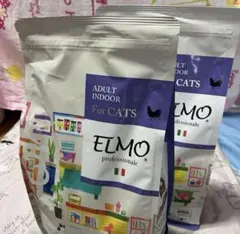 ADULT
INDOOR
For CATS
ELMO
professionale
ELMO
professionale